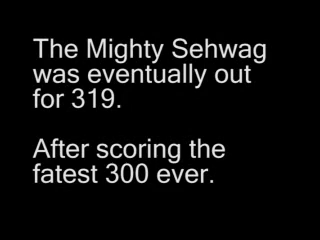 The Mighty Sehwag
was eventually out
for 319.
After scoring the
fatest 300 ever.